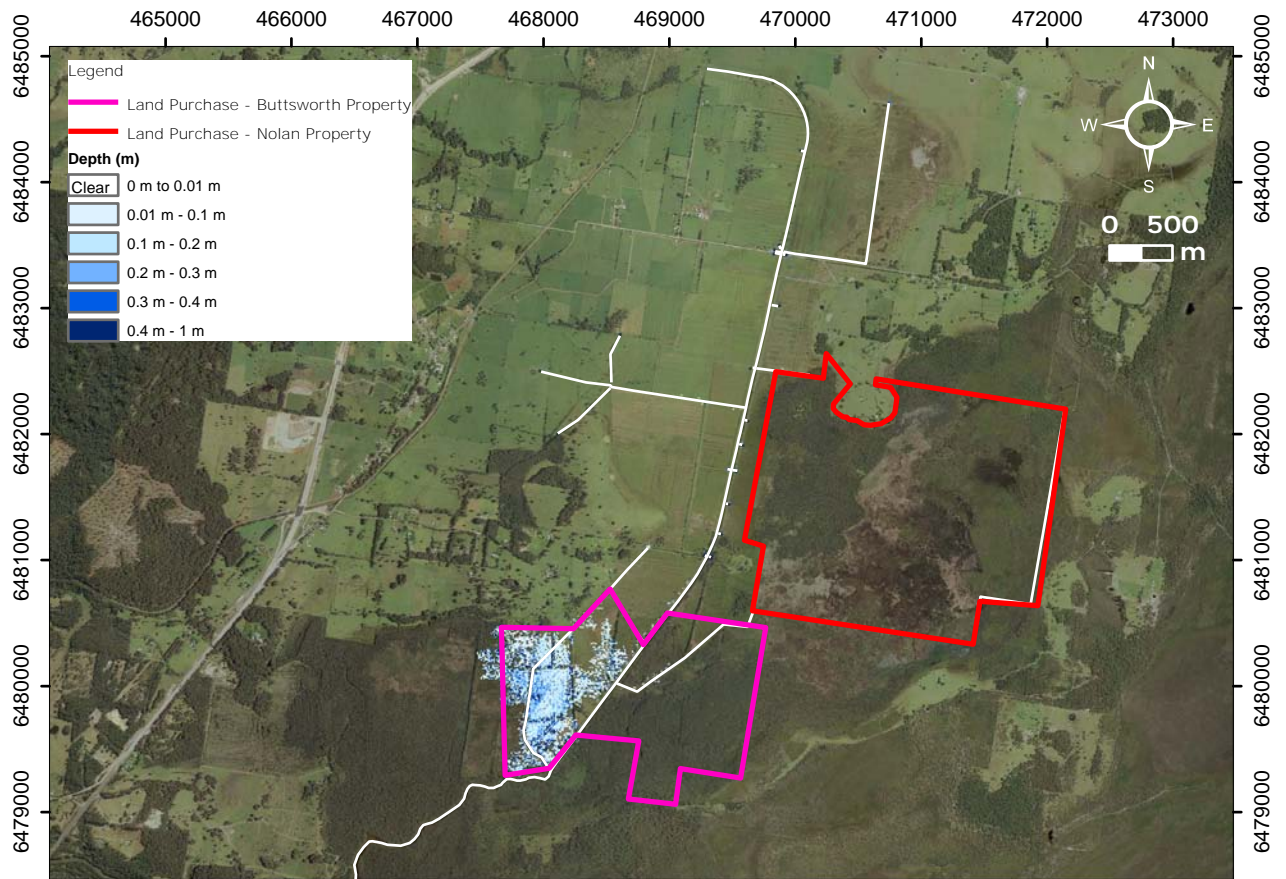 465000 466000 467000 468000 469000 470000 471000 472000 473000
6485000 6485000
Legend
Land Purchase - Buttsworth Property
Land Purchase - Nolan Property
Depth (m)
Clear 0 m to 0.01 m
0.01 m - 0.1 m
0.1 m - 0.2 m
0.2 m - 0.3 m
0.3 m - 0.4 m
0.4 m - 1 m
N
W E
S
0 500
m
6484000 6484000
6483000 6483000
6482000 6482000
6481000 6481000
6480000 6480000
6479000 6479000